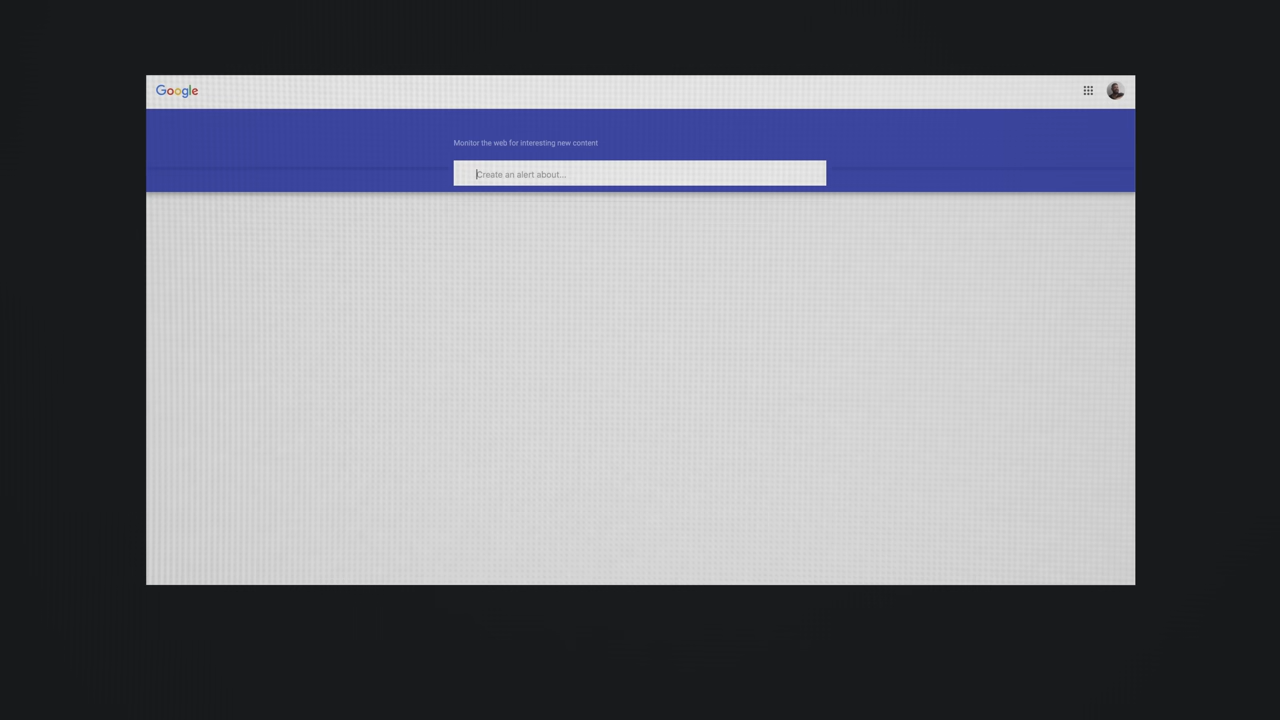 Google
Monitor the web for interesting new content
Create an alert about...